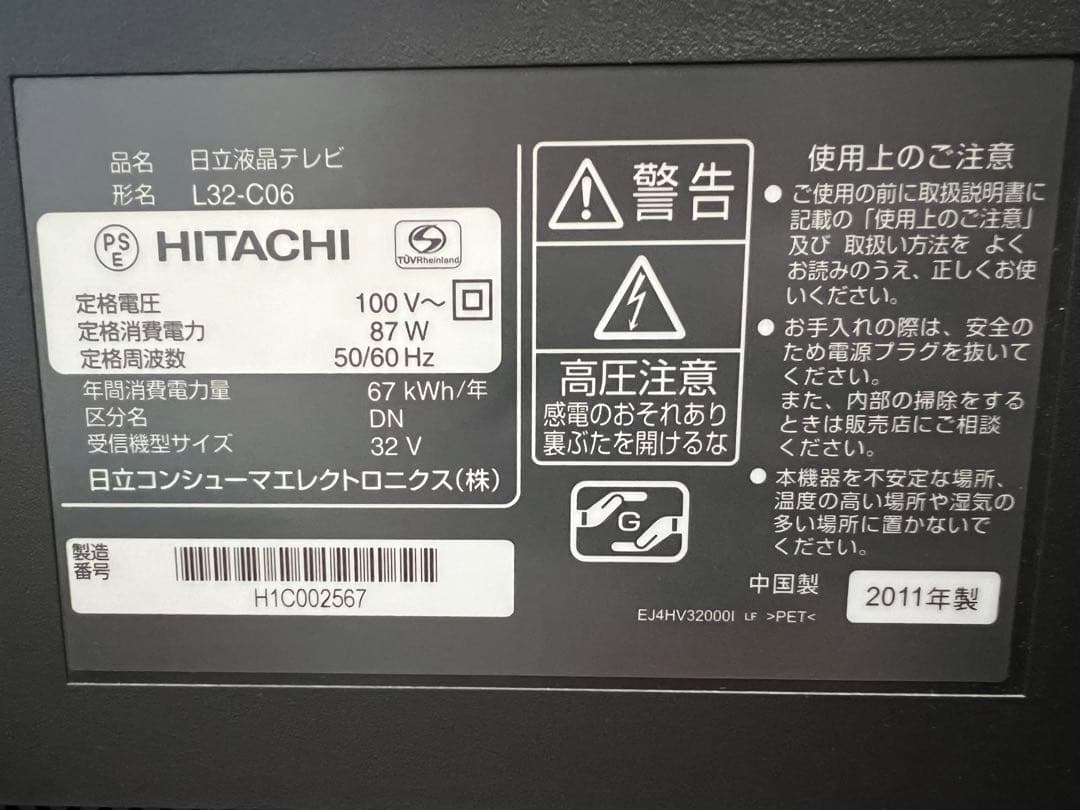 品名 日立液晶テレビ
形名 L32-C06
PS
E
HITACHI
TÜVRheinland
定格電圧 100 V～
定格消費電力 87 W
定格周波数 50/60 Hz
年間消費電力量 67 kWh/年
区分名 DN
受信機型サイズ 32 V
日立コンシューマエレクトロニクス(株)
製造
番号
H1C002567
警告
高圧注意
感電のおそれあり
裏ぶたを開けるな
G
使用上のご注意
● ご使用の前に取扱説明書に
記載の「使用上のご注意」
及び 取扱い方法を よく
お読みのうえ、正しくお使
いください。
● お手入れの際は、安全の
ため電源プラグを抜いて
ください。
また、内部の掃除をする
ときは販売店にご相談
ください。
● 本機器を不安定な場所、
温度の高い場所や湿気の
多い場所に置かないで
ください。
中国製
2011年製
EJ4HV32000I LF >PET<